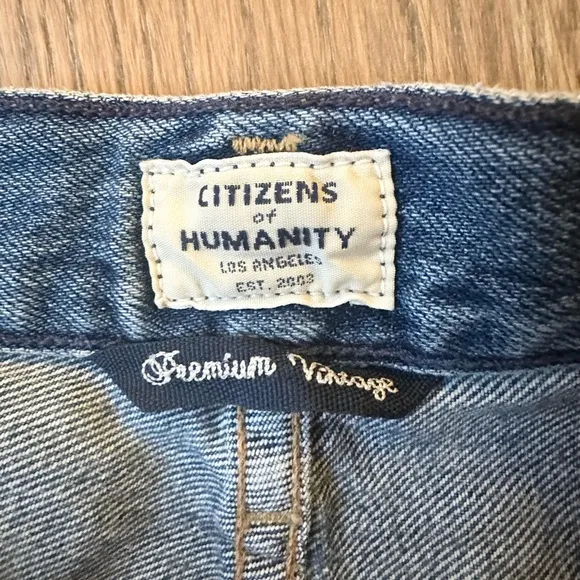 CITIZENS
of
HUMANITY
LOS ANGELES
EST. 2003
Premium Vintage